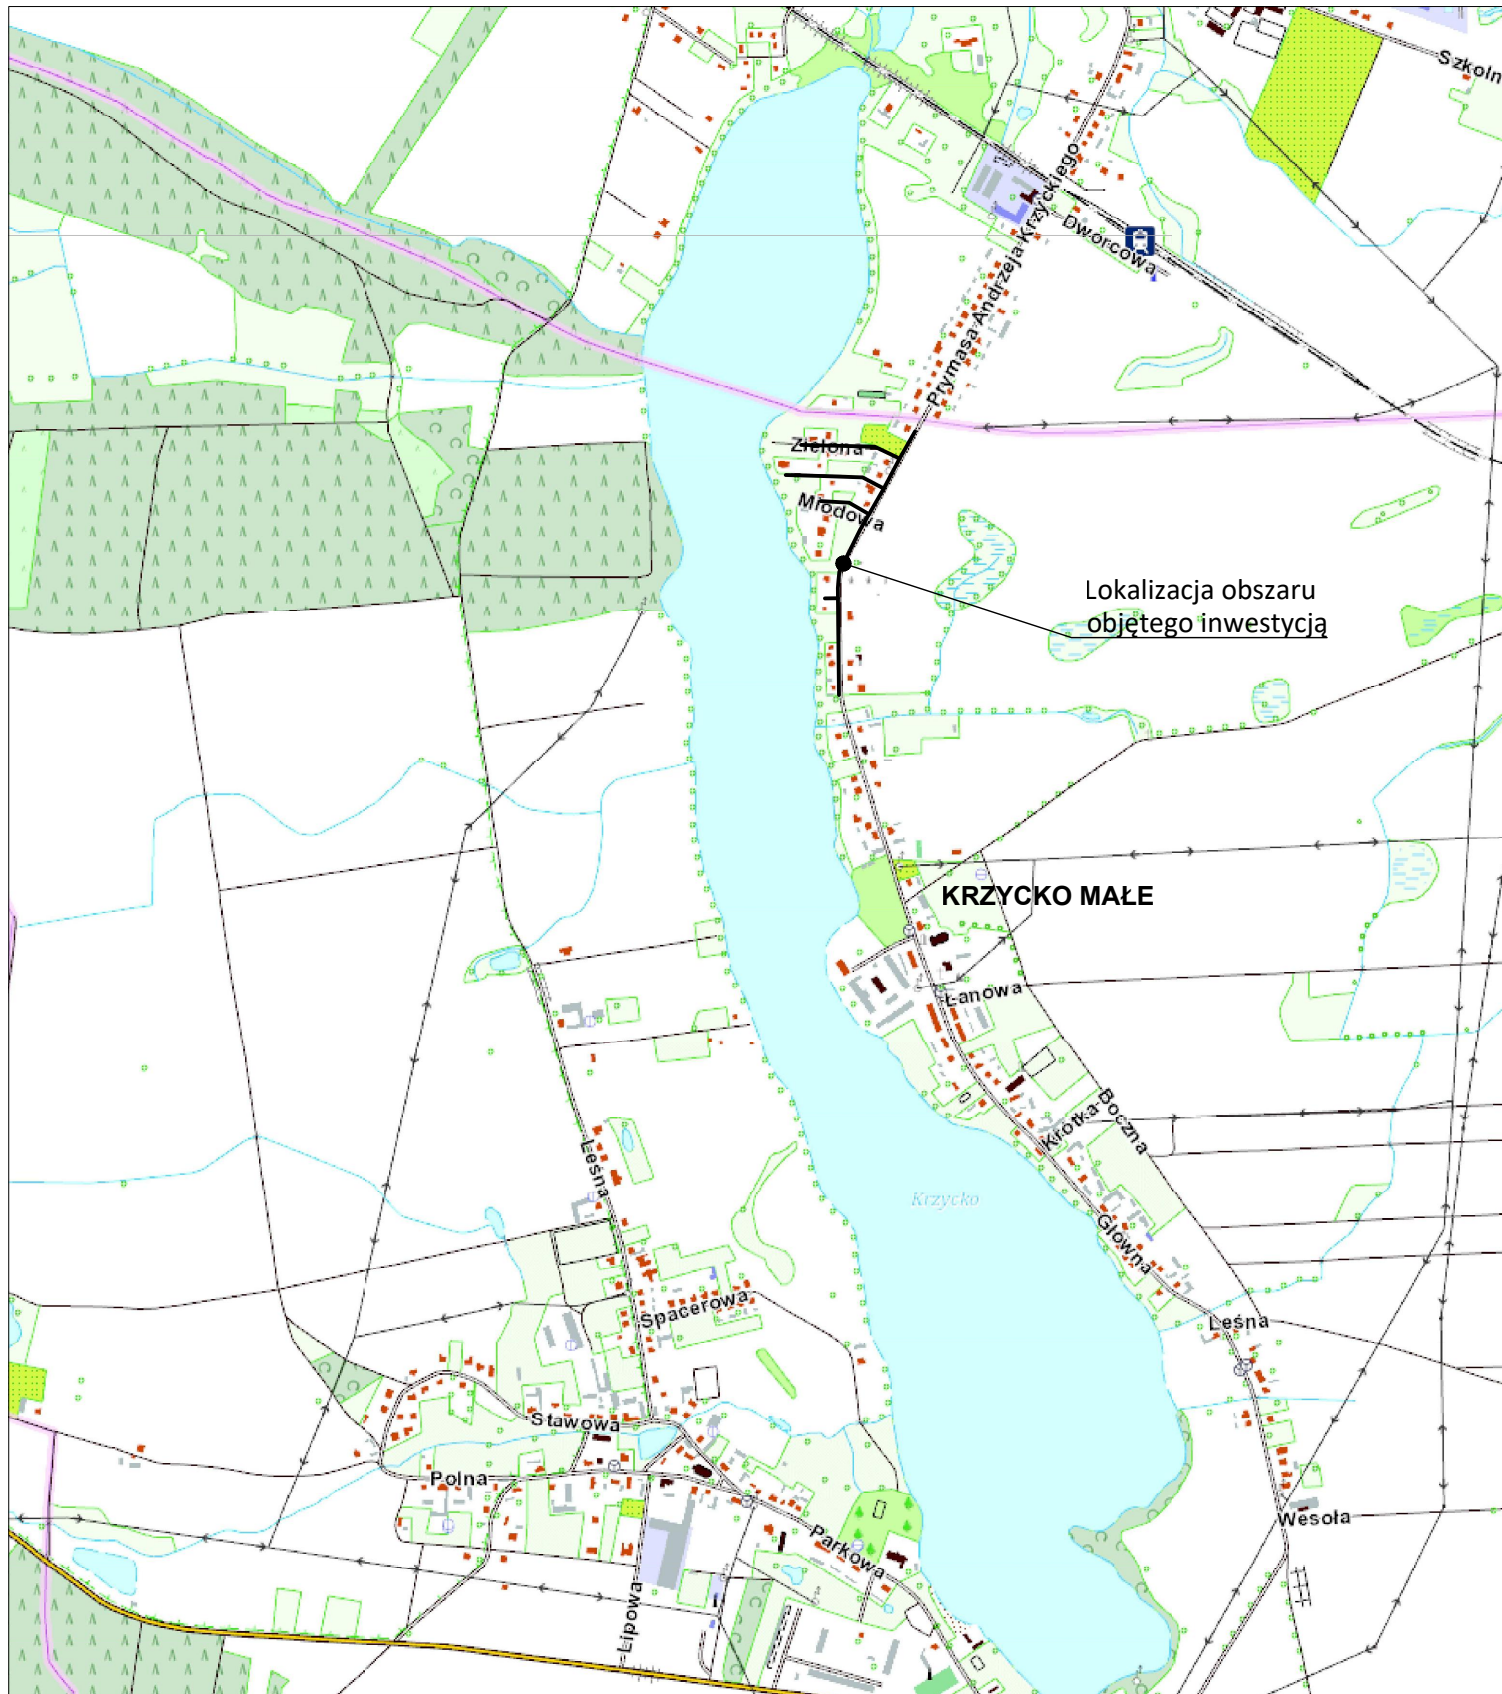 Szkoln
Prymasa Andrzeja Krzyckiego
Dworcowa
Zielona
Miodowa
Lokalizacja obszaru
objętego inwestycją
KRZYCKO MAŁE
Łanowa
Boczna
Krótka
Leśna
Krzycko
Główna
Spacerowa
Leśna
Stawowa
Polna
Wesoła
Parkowa
Lipowa